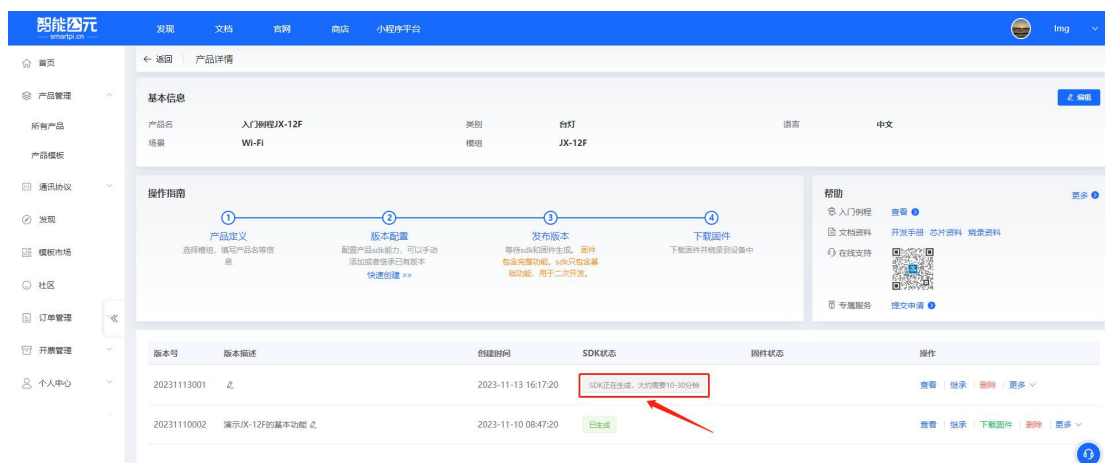 智能公元
smartpi.cn
发现 文档 官网 商店 小程序平台
lmg
首页
产品管理
所有产品
产品模板
通讯协议
发现
模板市场
社区
订单管理
开票管理
个人中心
← 返回 产品详情
基本信息
编辑
产品名 入门例程JX-12F 类别 台灯 语言 中文
场景 Wi-Fi 模组 JX-12F
操作指南
1 2 3 4
产品定义 版本配置 发布版本 下载固件
选择模组，填写产品名等信
息
配置产品sdk能力，可以手动
添加或者继承已有版本
快速创建 >>
等待sdk和固件生成。固件
包含完整功能。sdk只包含基
础功能，用于二次开发。
下载固件并烧录到设备中
帮助 更多
入门例程 查看
文档资料 开发手册 芯片资料 烧录资料
在线支持
专属服务 提交申请
版本号 版本描述 创建时间 SDK状态 固件状态 操作
20231113001 2023-11-13 16:17:20 SDK正在生成，大约需要10-30分钟 查看 继承 删除 更多
20231110002 演示JX-12F的基本功能 2023-11-10 08:47:20 已生成 查看 继承 下载固件 删除 更多